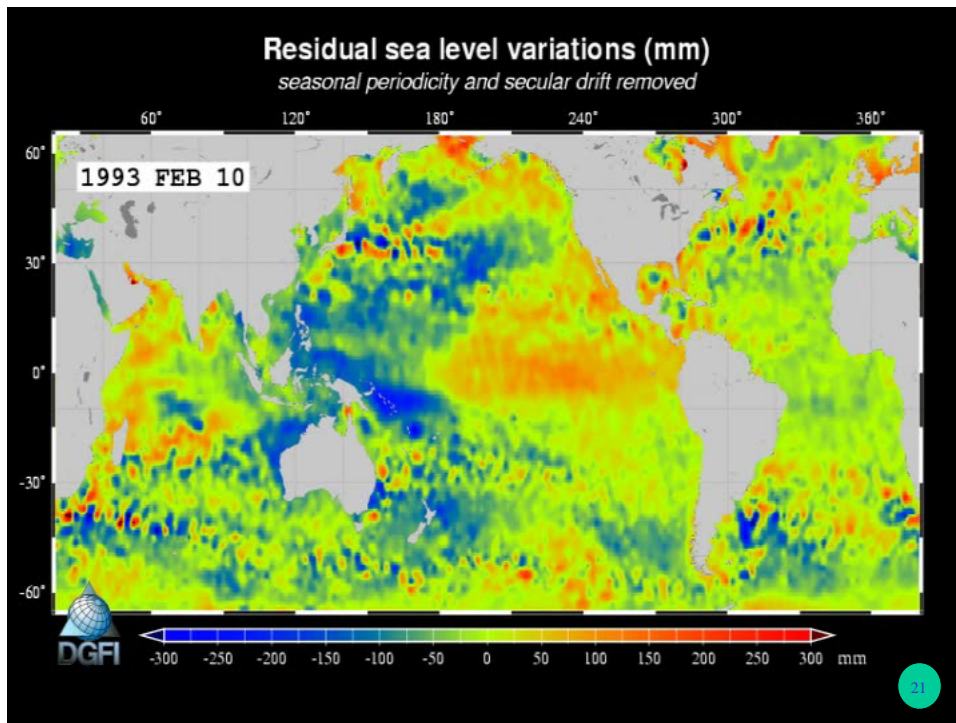 Residual sea level variations (mm)
seasonal periodicity and secular drift removed
60° 120° 180° 240° 300° 360°
60°
1993 FEB 10
30°
0°
-30°
-60°
DGFI
-300 -250 -200 -150 -100 -50 0 50 100 150 200 250 300 mm
21